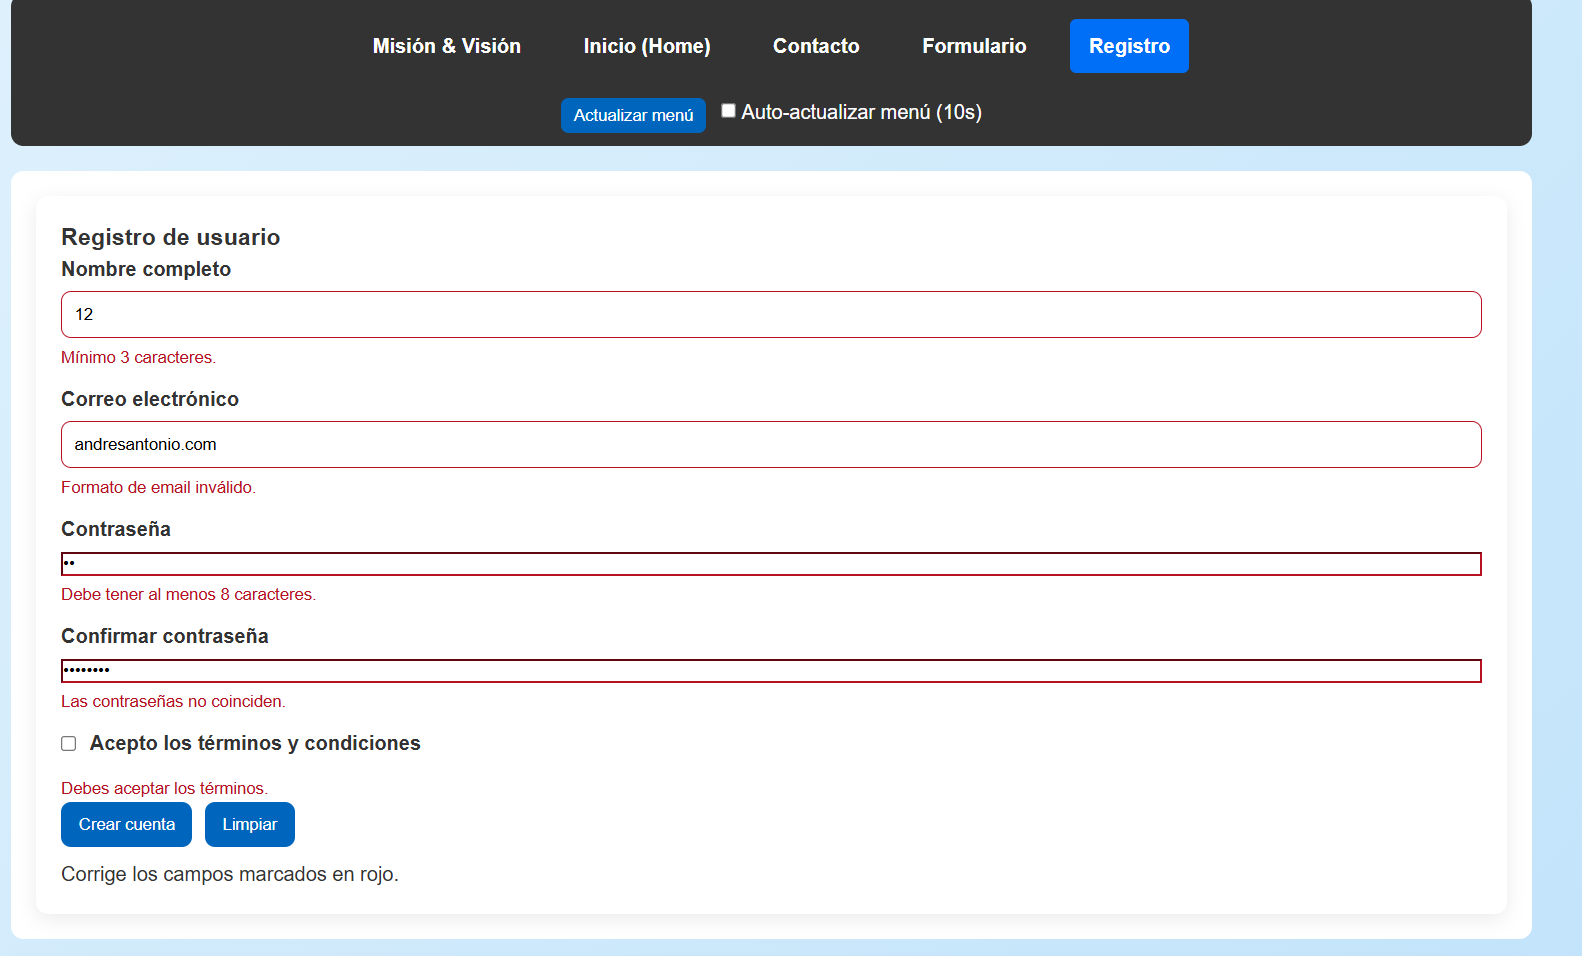 Misión & Visión Inicio (Home) Contacto Formulario Registro
Actualizar menú Auto-actualizar menú (10s)
Registro de usuario
Nombre completo
12
Mínimo 3 caracteres.
Correo electrónico
andresantonio.com
Formato de email inválido.
Contraseña
••
Debe tener al menos 8 caracteres.
Confirmar contraseña
••••••••
Las contraseñas no coinciden.
Acepto los términos y condiciones
Debes aceptar los términos.
Crear cuenta Limpiar
Corrige los campos marcados en rojo.